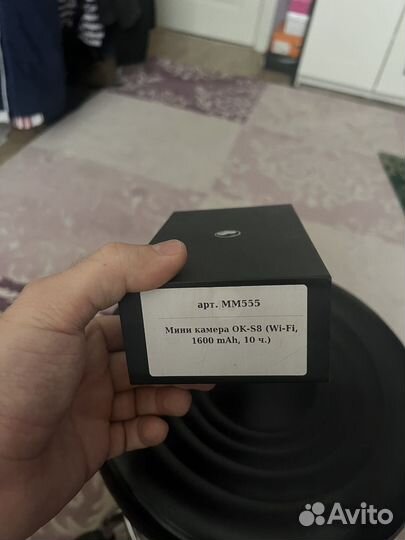 арт. ММ555
Мини камера OK-S8 (Wi-Fi,
1600 mAh, 10 ч.)
Avito